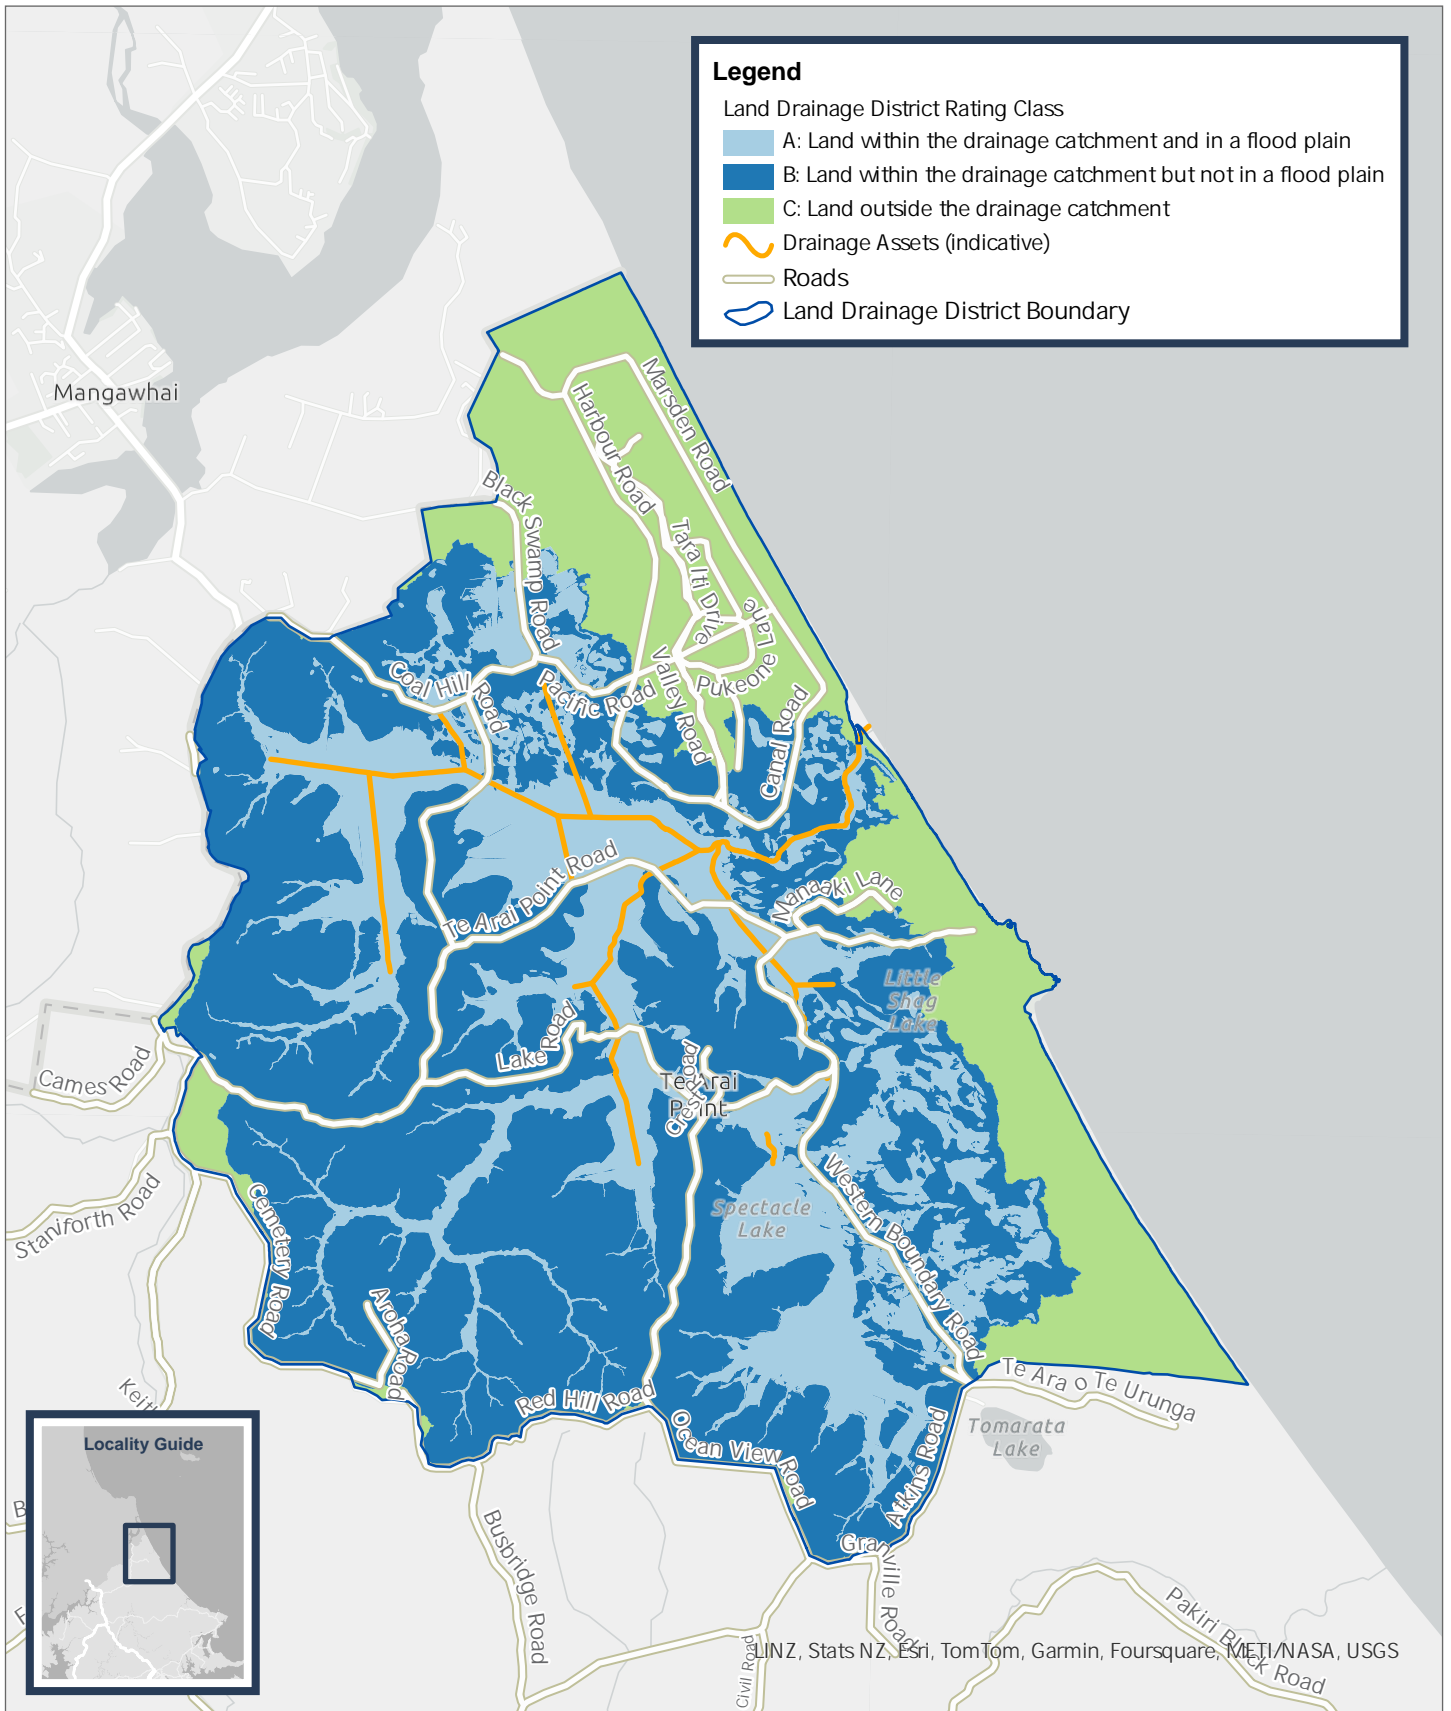 Legend
Land Drainage District Rating Class
A: Land within the drainage catchment and in a flood plain
B: Land within the drainage catchment but not in a flood plain
C: Land outside the drainage catchment
Drainage Assets (indicative)
Roads
Land Drainage District Boundary
Mangawhai
Marsden Road
Harbour Road
Black Swamp Road
Tara Iti Drive
Pukeone Lane
Valley Road
Coal Hill Road
Pacific Road
Canal Road
Te Arai Point Road
Manaaki Lane
Little
Shag
Lake
Lake Road
Crest Road
Te Arai
Point
Cames Road
Staniforth Road
Cemetery Road
Spectacle
Lake
Western Boundary Road
Aroha Road
Keith
Red Hill Road
Ocean View Road
Te Ara o Te Urunga
Tomarata
Lake
Atkins Road
Granville Road
Busbridge Road
Civil Road
Pakiri Block Road
B
F
Locality Guide
LINZ, Stats NZ, Esri, TomTom, Garmin, Foursquare, METI/NASA, USGS